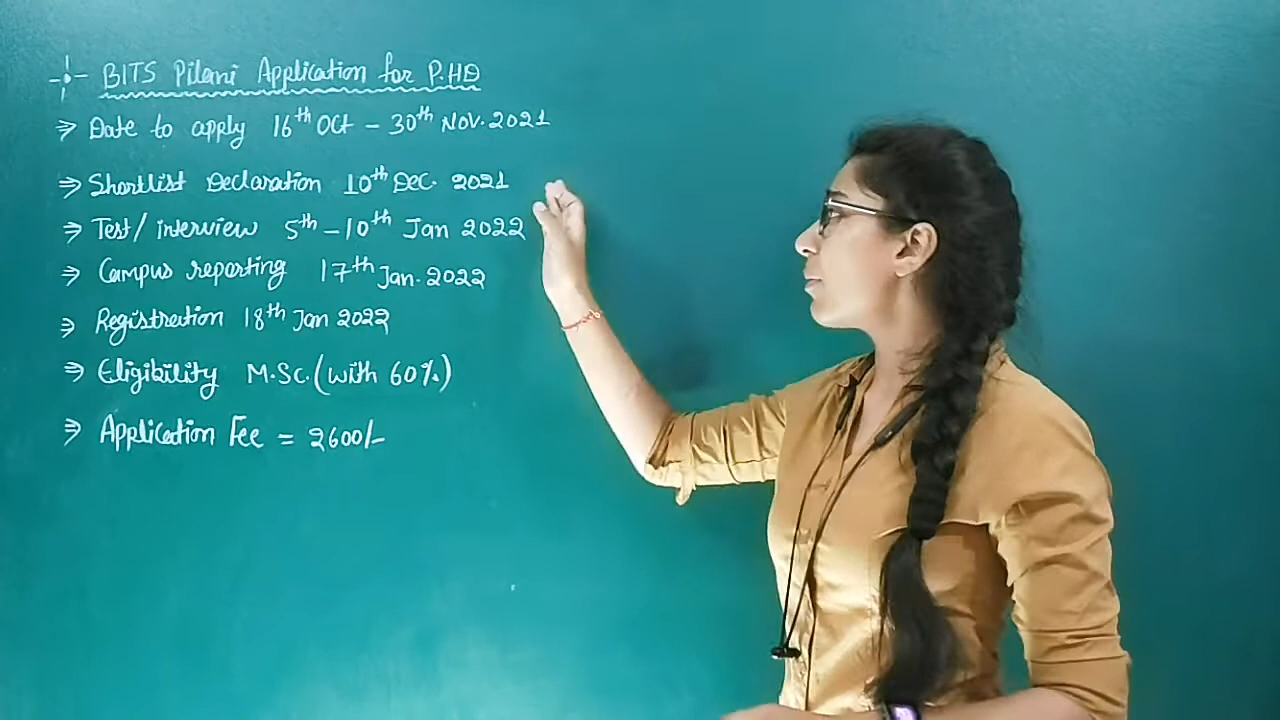 BITS Pilani Application for P.HD
⇒ Date to apply 16th Oct - 30th Nov. 2021
⇒ Shortlist Declaration 10th Dec. 2021
⇒ Test/ interview 5th - 10th Jan 2022
⇒ Campus reporting 17th Jan. 2022
⇒ Registration 18th Jan 2022
⇒ Eligibility M.Sc. (with 60%)
⇒ Application Fee = 2600/-